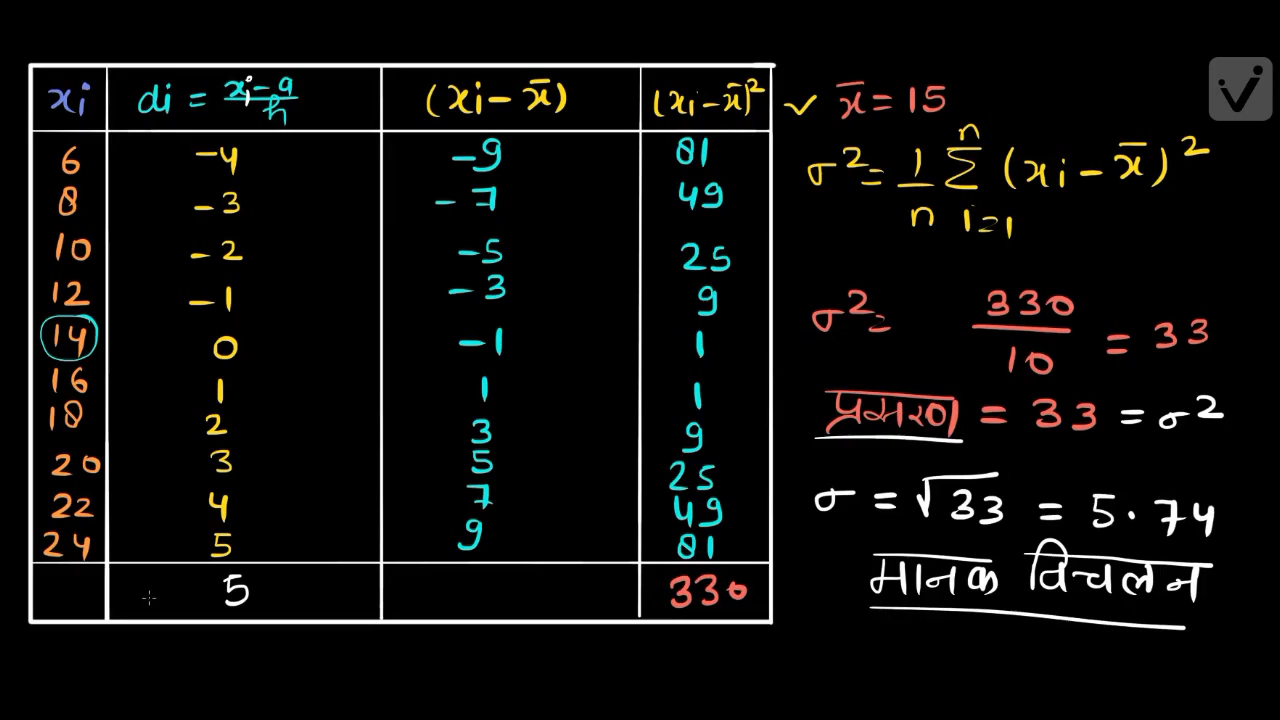 xi di = xi - a / h (xi - x̄) (xi - x̄)²
6 -4 -9 81
8 -3 -7 49
10 -2 -5 25
12 -1 -3 9
14 0 -1 1
16 1 1 1
18 2 3 9
20 3 5 25
22 4 7 49
24 5 9 81
5 330
✓ x̄ = 15
σ² = 1/n Σ i=1 n (xi - x̄)²
σ² = 330/10 = 33
प्रसरण = 33 = σ²
σ = √33 = 5.74
मानक विचलन